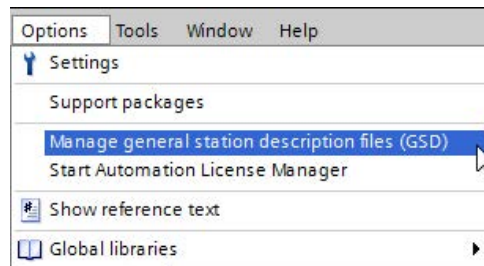 Options Tools Window Help
Settings
Support packages
Manage general station description files (GSD)
Start Automation License Manager
Show reference text
Global libraries